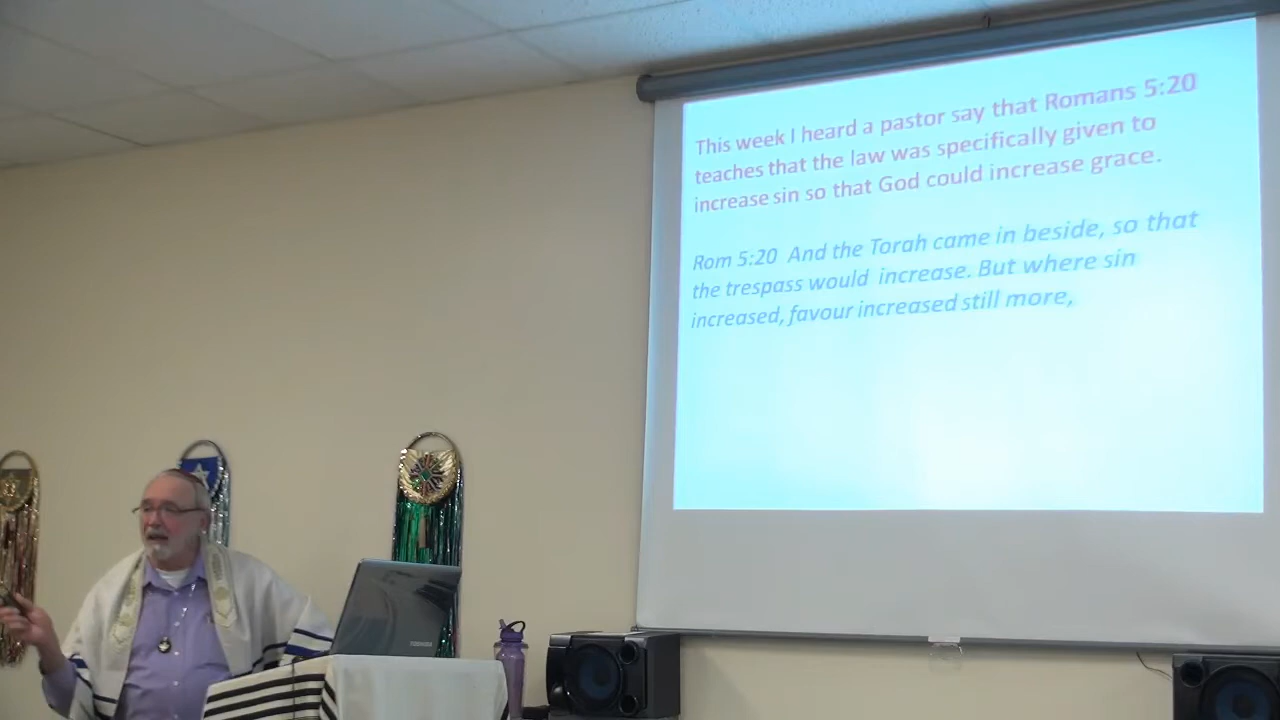 This week I heard a pastor say that Romans 5:20
teaches that the law was specifically given to
increase sin so that God could increase grace.
Rom 5:20 And the Torah came in beside, so that
the trespass would increase. But where sin
increased, favour increased still more,
TOSHIBA